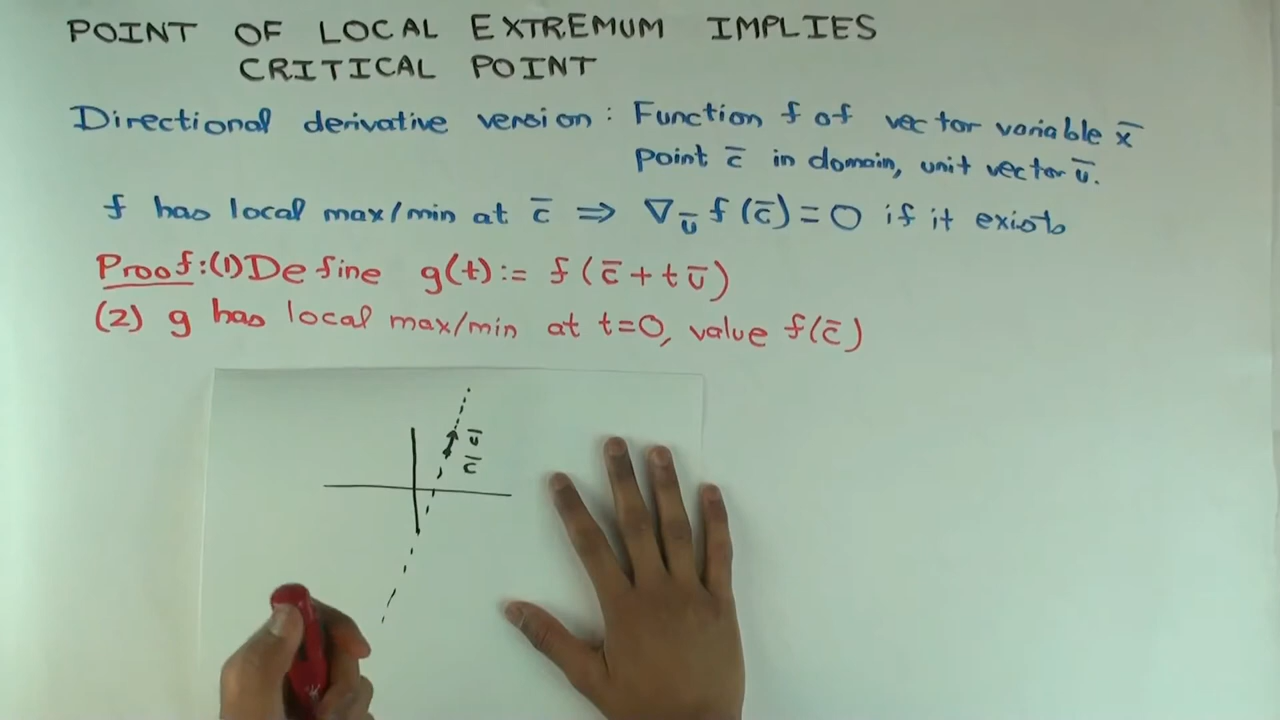 POINT OF LOCAL EXTREMUM IMPLIES
CRITICAL POINT
Directional derivative version: Function f of vector variable x̄
point c̄ in domain, unit vector ū.
f has local max/min at c̄ ⇒ ∇_ū f(c̄)=0 if it exists
Proof:(1) Define g(t):= f(c̄+tū)
(2) g has local max/min at t=0, value f(c̄)
ū
c̄